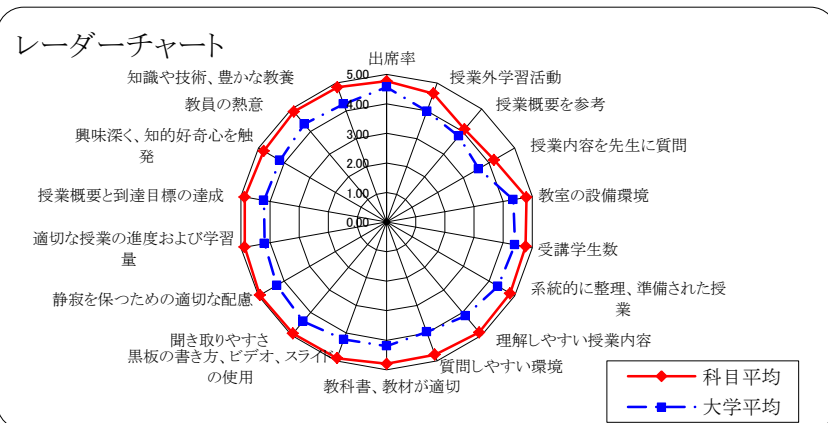 レーダーチャート
出席率
授業外学習活動
授業概要を参考
授業内容を先生に質問
教室の設備環境
受講学生数
系統的に整理、準備された授
業
理解しやすい授業内容
質問しやすい環境
教科書、教材が適切
黒板の書き方、ビデオ、スライド
の使用
聞き取りやすさ
静寂を保つための適切な配慮
適切な授業の進度および学習
量
授業概要と到達目標の達成
興味深く、知的好奇心を触
発
教員の熱意
知識や技術、豊かな教養
5.00
4.00
3.00
2.00
1.00
0.00
科目平均
大学平均